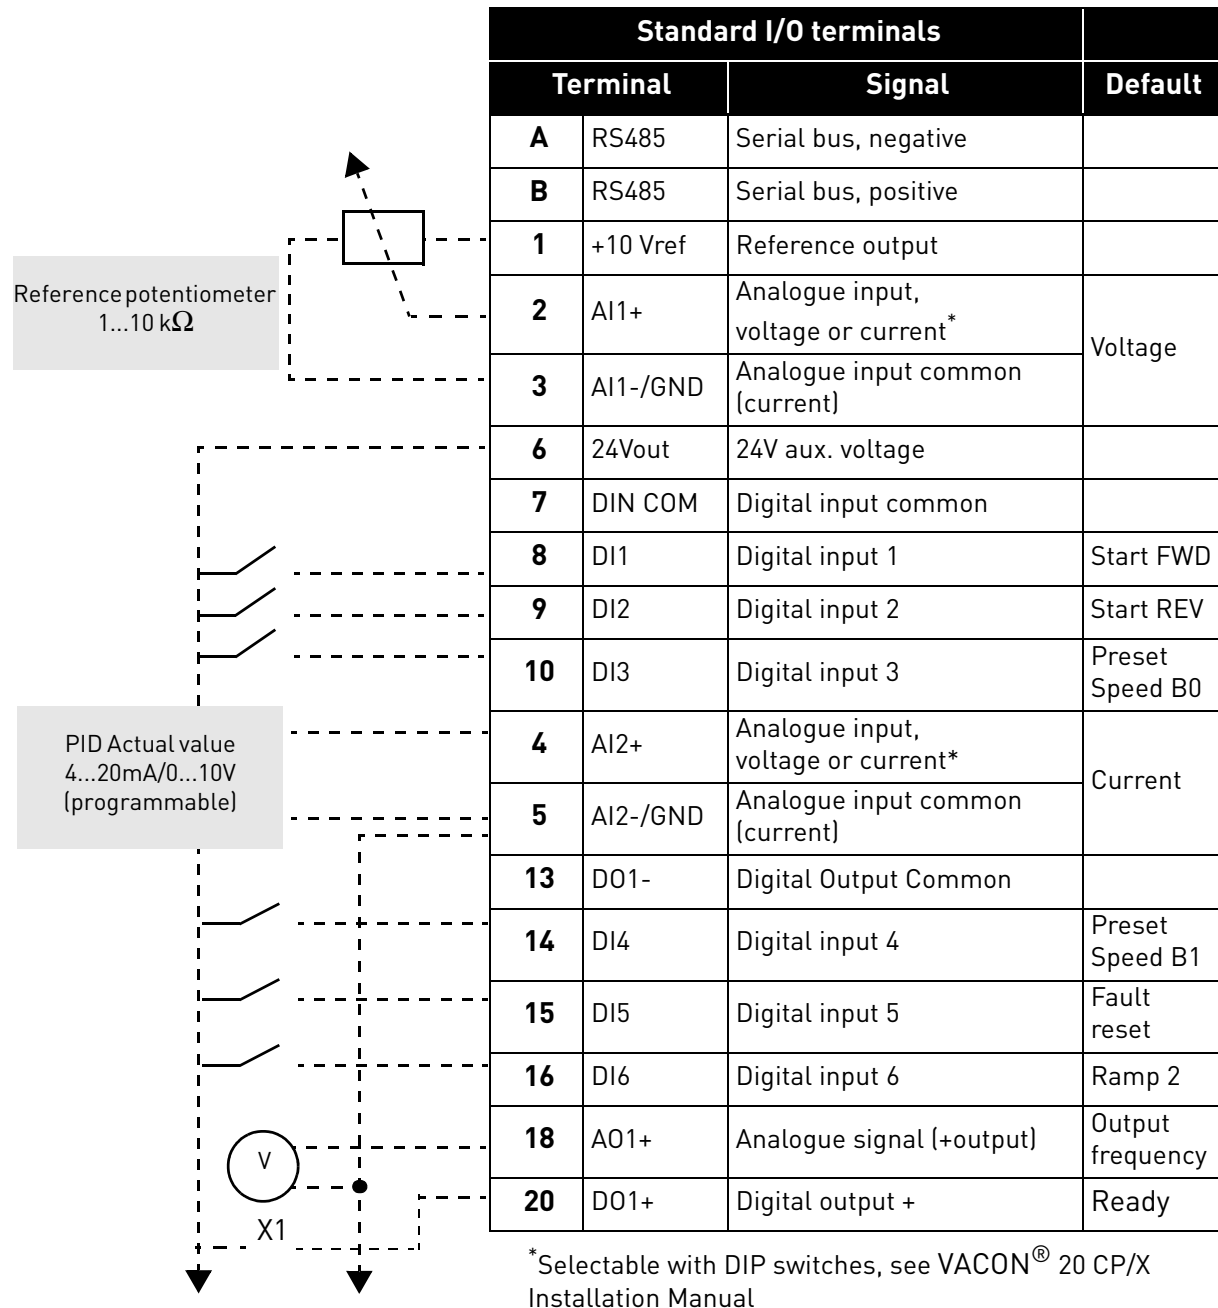 Standard I/O terminals
Terminal Signal Default
A RS485 Serial bus, negative
B RS485 Serial bus, positive
1 +10 Vref Reference output
Reference potentiometer
1...10 kΩ
2 AI1+ Analogue input,
voltage or current*
Voltage
3 AI1-/GND Analogue input common
(current)
6 24Vout 24V aux. voltage
7 DIN COM Digital input common
8 DI1 Digital input 1 Start FWD
9 DI2 Digital input 2 Start REV
10 DI3 Digital input 3 Preset
Speed B0
PID Actual value
4...20mA/0...10V
(programmable)
4 AI2+ Analogue input,
voltage or current*
Current
5 AI2-/GND Analogue input common
(current)
13 DO1- Digital Output Common
14 DI4 Digital input 4 Preset
Speed B1
15 DI5 Digital input 5 Fault
reset
16 DI6 Digital input 6 Ramp 2
V
18 AO1+ Analogue signal (+output) Output
frequency
20 DO1+ Digital output + Ready
X1
*Selectable with DIP switches, see VACON® 20 CP/X
Installation Manual